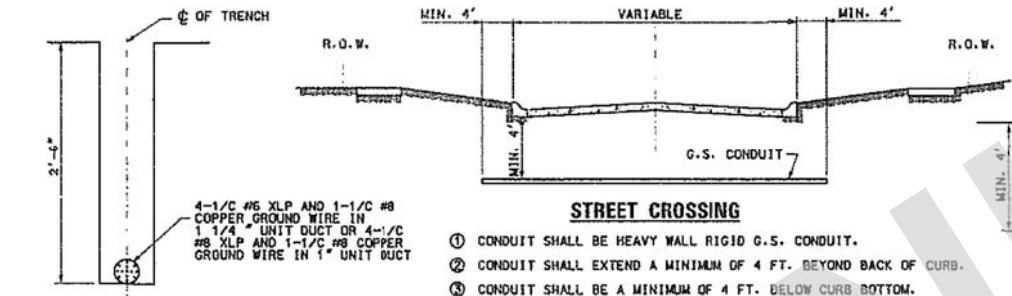 ℄ OF TRENCH
2'-6"
4-1/C #6 XLP AND 1-1/C #8
COPPER GROUND WIRE IN
1 1/4 " UNIT DUCT OR 4-1/C
#8 XLP AND 1-1/C #8 COPPER
GROUND WIRE IN 1" UNIT DUCT
MIN. 4'
VARIABLE
MIN. 4'
R.O.W.
R.O.W.
MIN. 4'
G.S. CONDUIT
MIN. 4'
STREET CROSSING
① CONDUIT SHALL BE HEAVY WALL RIGID G.S. CONDUIT.
② CONDUIT SHALL EXTEND A MINIMUM OF 4 FT. BEYOND BACK OF CURB.
③ CONDUIT SHALL BE A MINIMUM OF 4 FT. BELOW CURB BOTTOM.